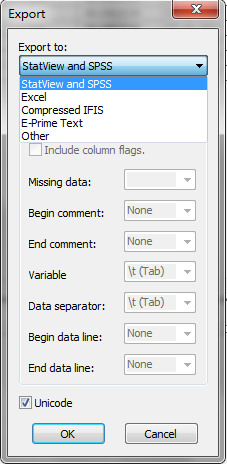 Export
Export to:
StatView and SPSS
StatView and SPSS
Excel
Compressed IFIS
E-Prime Text
Other
Include column flags.
Missing data:
Begin comment: None
End comment: None
Variable \t (Tab)
Data separator: \t (Tab)
Begin data line: None
End data line: None
Unicode
OK Cancel